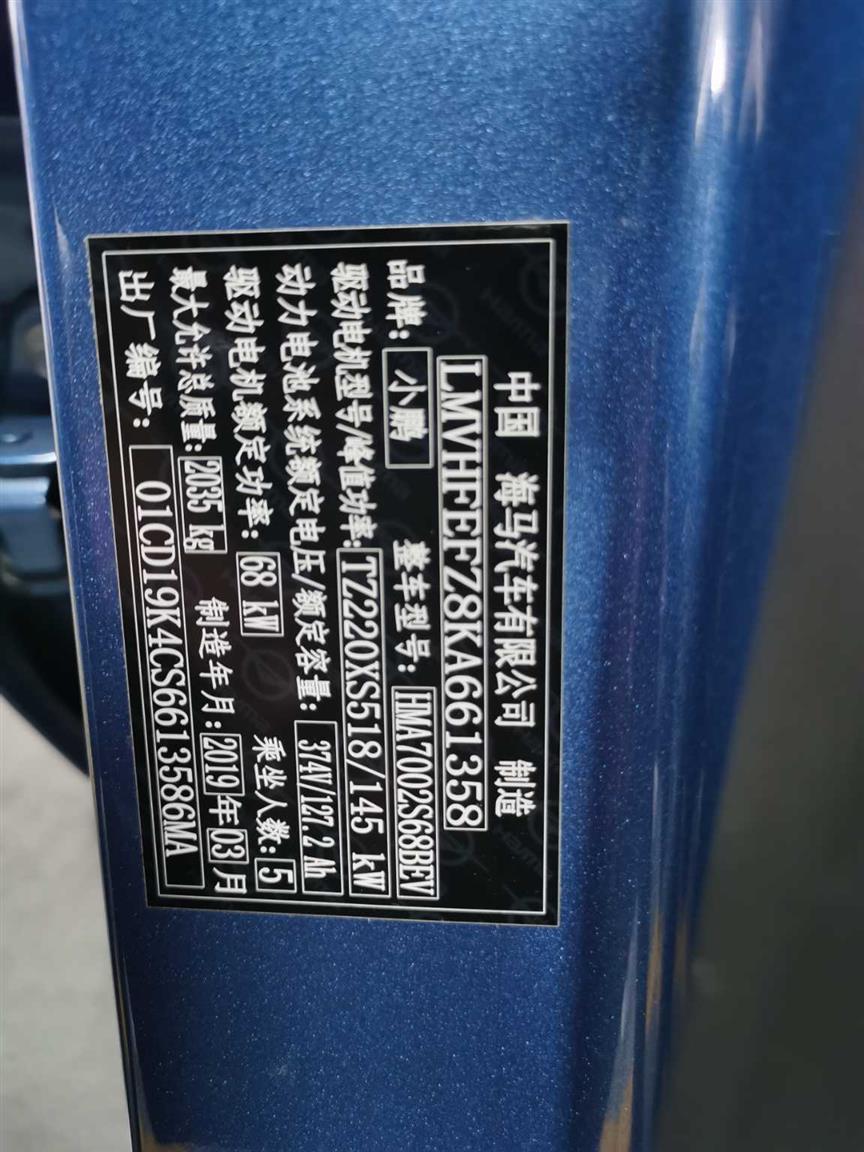 中国 海马汽车有限公司 制造
LMVHFEFZ8KA661358
品牌: 小鹏 整车型号: HMA7002S68BEV
驱动电机型号/峰值功率: TZ220XS518/145 kW
动力电池系统额定电压/额定容量: 374V/127.2 Ah
驱动电机额定功率: 68 kW 乘坐人数: 5
最大允许总质量: 2035 kg 制造年月: 2019年03月
出厂编号: 01CD19K4CS6613586MA